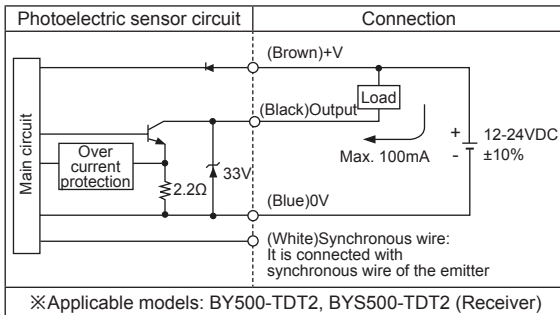 Photoelectric sensor circuit
Connection
(Brown)+V
(Black)Output
Load
Main circuit
Over
current
protection
2.2Ω
33V
Max. 100mA
+
-
12-24VDC
±10%
(Blue)0V
(White)Synchronous wire:
It is connected with
synchronous wire of the emitter
※Applicable models: BY500-TDT2, BYS500-TDT2 (Receiver)